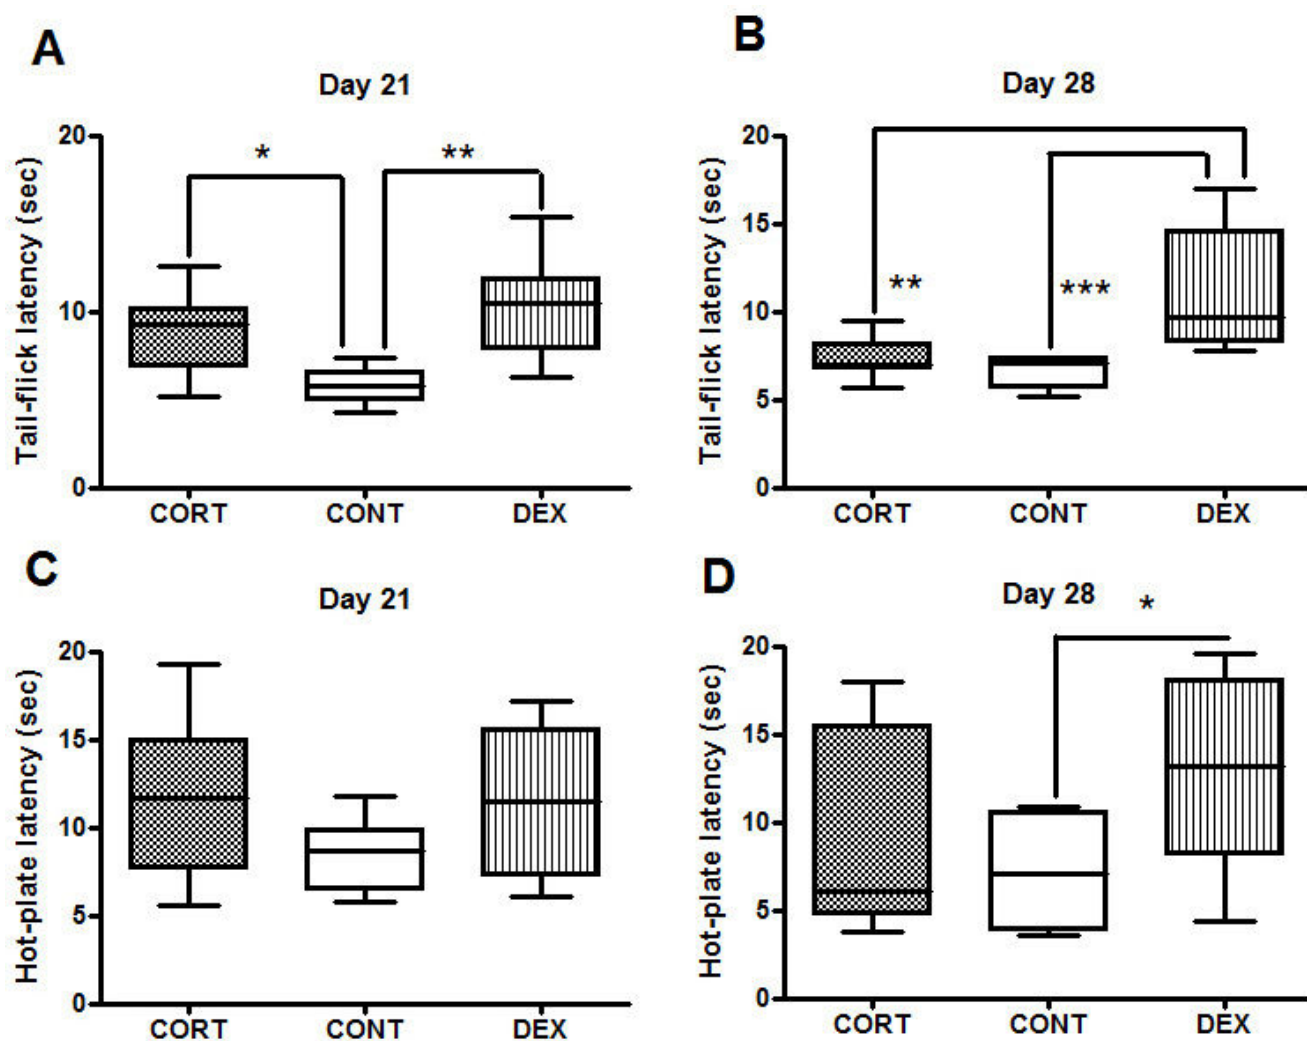 A
Day 21
Tail-flick latency (sec)
20
10
0
*
**
CORT CONT DEX
B
Day 28
Tail-flick latency (sec)
20
15
10
5
0
**
***
CORT CONT DEX
C
Day 21
Hot-plate latency (sec)
20
15
10
5
0
CORT CONT DEX
D
Day 28
*
Hot-plate latency (sec)
20
15
10
5
0
CORT CONT DEX